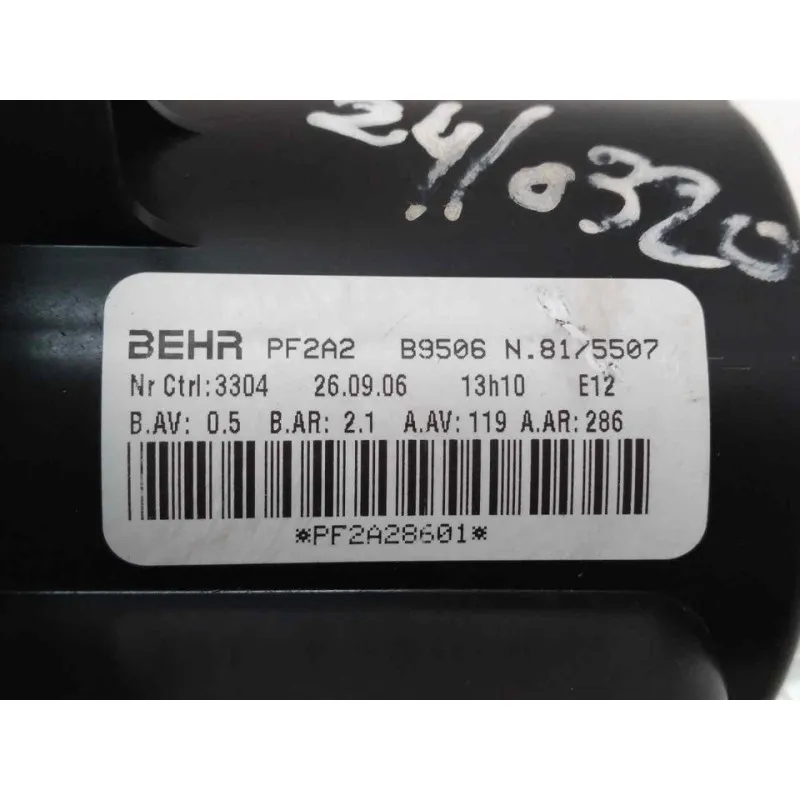 24/0320
BEHR PF2A2 B9506 N.81/5507
Nr Ctrl:3304 26.09.06 13h10 E12
B.AV: 0.5 B.AR: 2.1 A.AV:119 A.AR:286
*PF2A28601*